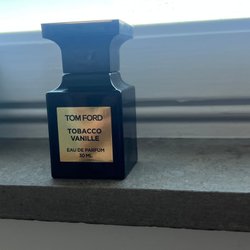 TOM FORD
TOBACCO
VANILLE
EAU DE PARFUM
30 ML